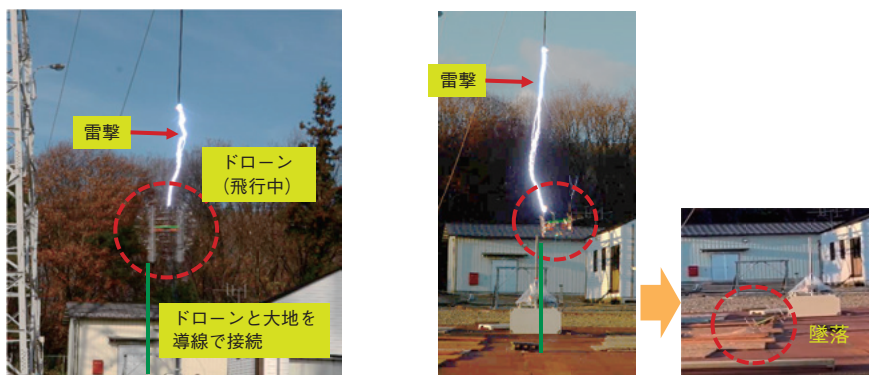 雷撃
ドローン
(飛行中)
ドローンと大地を
導線で接続
雷撃
墜落